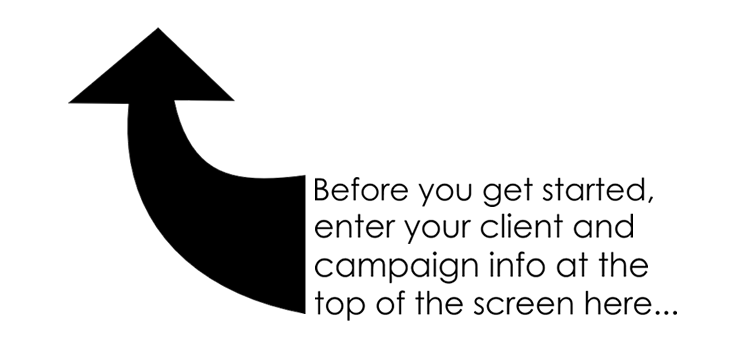 Before you get started,
enter your client and
campaign info at the
top of the screen here...